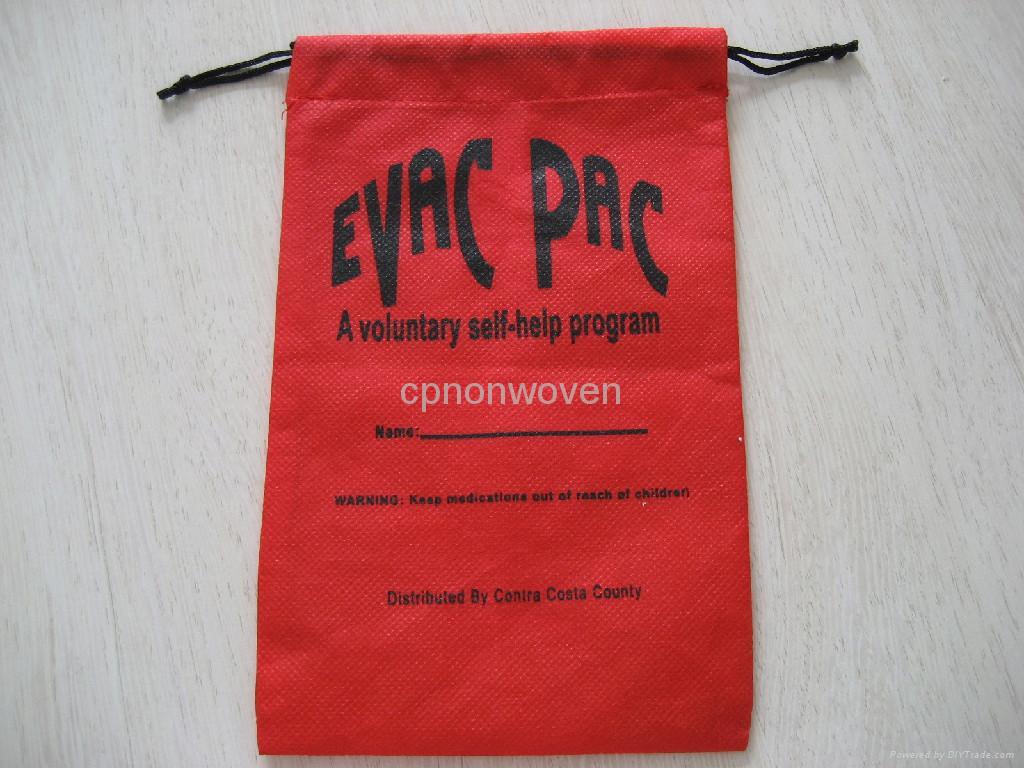 EVAC PAC
A voluntary self-help program
cpnonwoven
Name:
WARNING: Keep medications out of reach of children
Distributed By Contra Costa County
Powered by DIYTrade.com